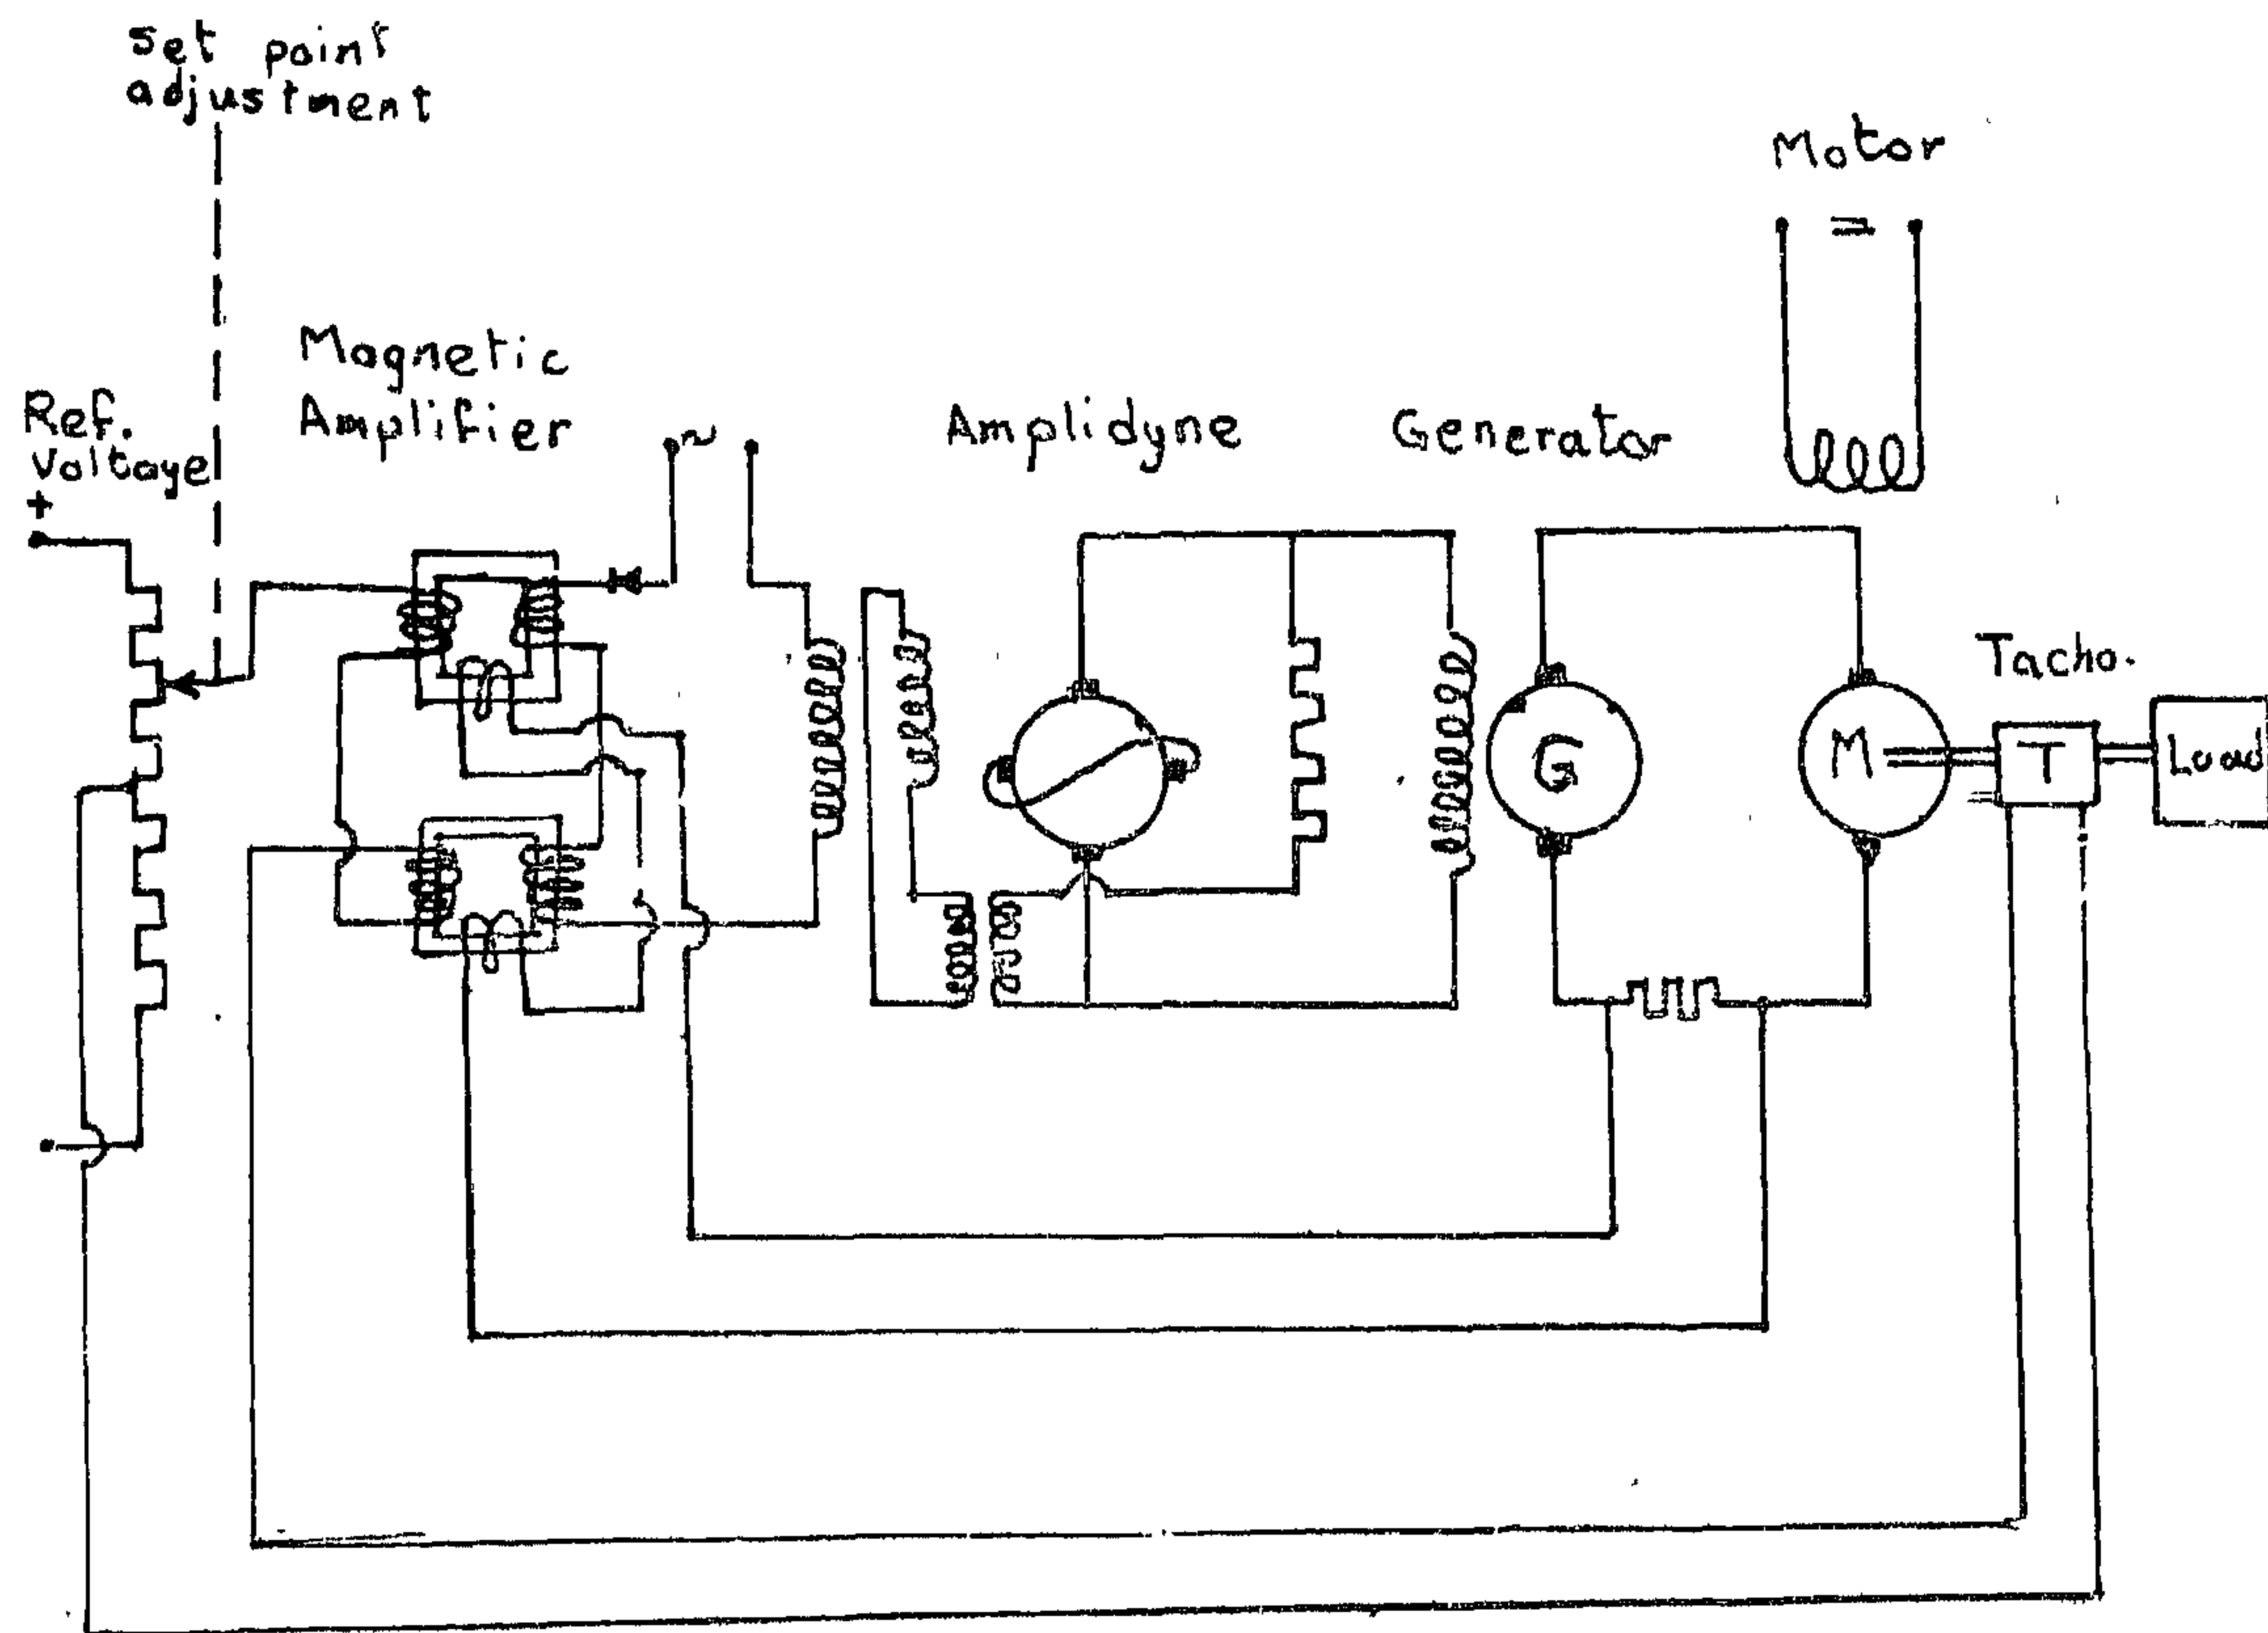 Set point
adjustment
Motor
=
Magnetic
Amplifier
Ref.
Voltage
+
~
Amplidyne
Generator
Tacho.
G
M
T
Load